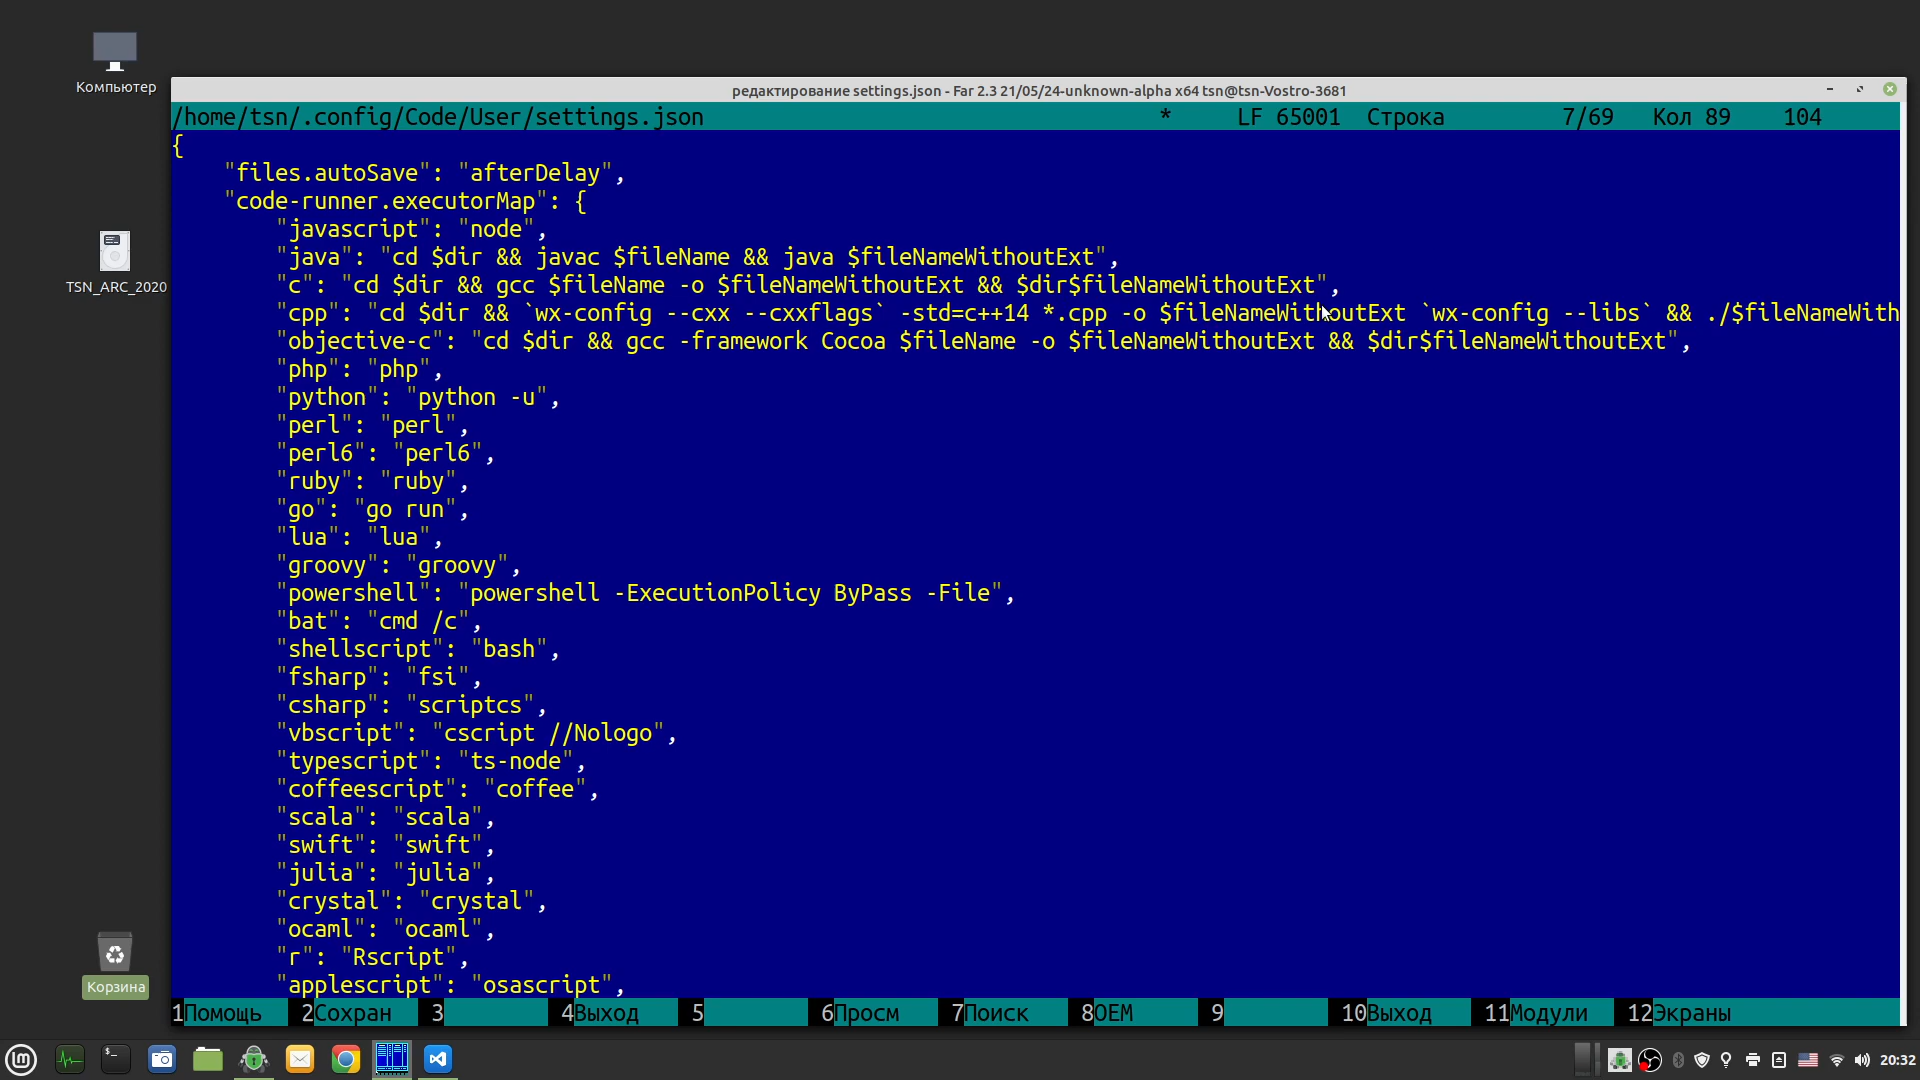 Компьютер
TSN_ARC_2020
Корзина
редактирование settings.json - Far 2.3 21/05/24-unknown-alpha x64 tsn@tsn-Vostro-3681
/home/tsn/.config/Code/User/settings.json * LF 65001 Строка 7/69 Кол 89 104
{
"files.autoSave": "afterDelay",
"code-runner.executorMap": {
"javascript": "node",
"java": "cd $dir && javac $fileName && java $fileNameWithoutExt",
"c": "cd $dir && gcc $fileName -o $fileNameWithoutExt && $dir$fileNameWithoutExt",
"cpp": "cd $dir && `wx-config --cxx --cxxflags` -std=c++14 *.cpp -o $fileNameWithoutExt `wx-config --libs` && ./$fileNameWith
"objective-c": "cd $dir && gcc -framework Cocoa $fileName -o $fileNameWithoutExt && $dir$fileNameWithoutExt",
"php": "php",
"python": "python -u",
"perl": "perl",
"perl6": "perl6",
"ruby": "ruby",
"go": "go run",
"lua": "lua",
"groovy": "groovy",
"powershell": "powershell -ExecutionPolicy ByPass -File",
"bat": "cmd /c",
"shellscript": "bash",
"fsharp": "fsi",
"csharp": "scriptcs",
"vbscript": "cscript //Nologo",
"typescript": "ts-node",
"coffeescript": "coffee",
"scala": "scala",
"swift": "swift",
"julia": "julia",
"crystal": "crystal",
"ocaml": "ocaml",
"r": "Rscript",
"applescript": "osascript",
1Помощь 2Сохран 3 4Выход 5 6Просм 7Поиск 8OEM 9 10Выход 11Модули 12Экраны
20:32